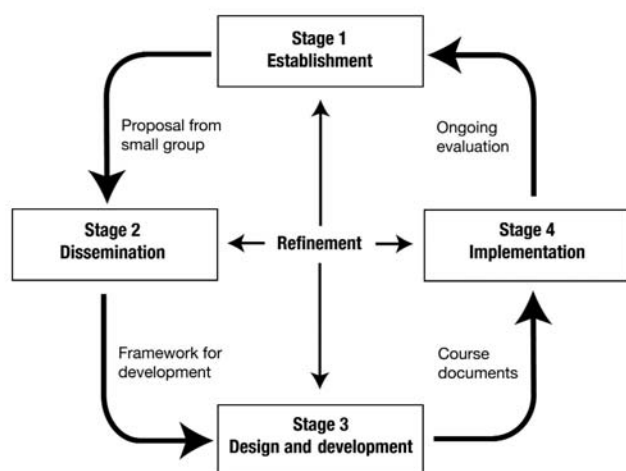 Stage 1
Establishment
Proposal from
small group
Ongoing
evaluation
Stage 2
Dissemination
Refinement
Stage 4
Implementation
Framework for
development
Course
documents
Stage 3
Design and development